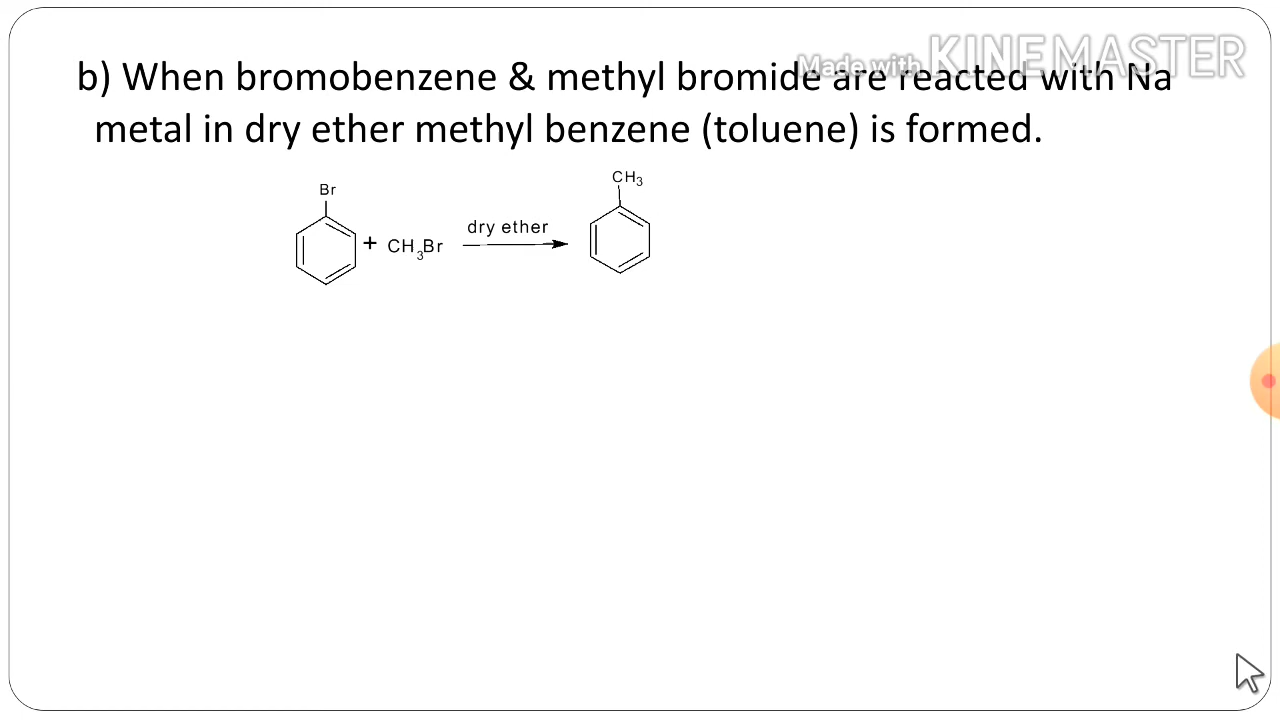 Made with KINEMASTER
b) When bromobenzene & methyl bromide are reacted with Na
metal in dry ether methyl benzene (toluene) is formed.
Br
CH₃
+ CH₃Br
dry ether